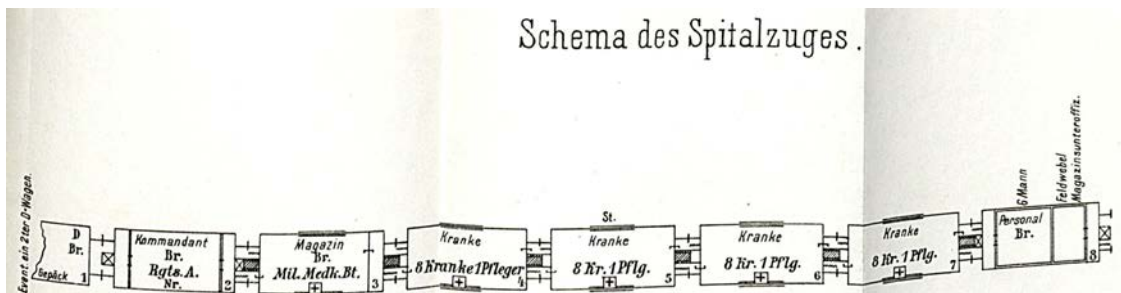 Schema des Spitalzuges.
Event. ein 2ter D-Wagen.
D
Br.
Gepäck
1
Kommandant
Br.
Rgts. A.
Nr.
2
Magazin
Br.
Mil. Medk. Bt.
3
Kranke
8 Kranke 1 Pfleger
4
St.
Kranke
8 Kr. 1 Pflg.
5
Kranke
8 Kr. 1 Pflg.
6
Kranke
8 Kr. 1 Pflg.
7
6 Mann
Feldwebel
Magazinsunteroffiz.
Personal
Br.
8